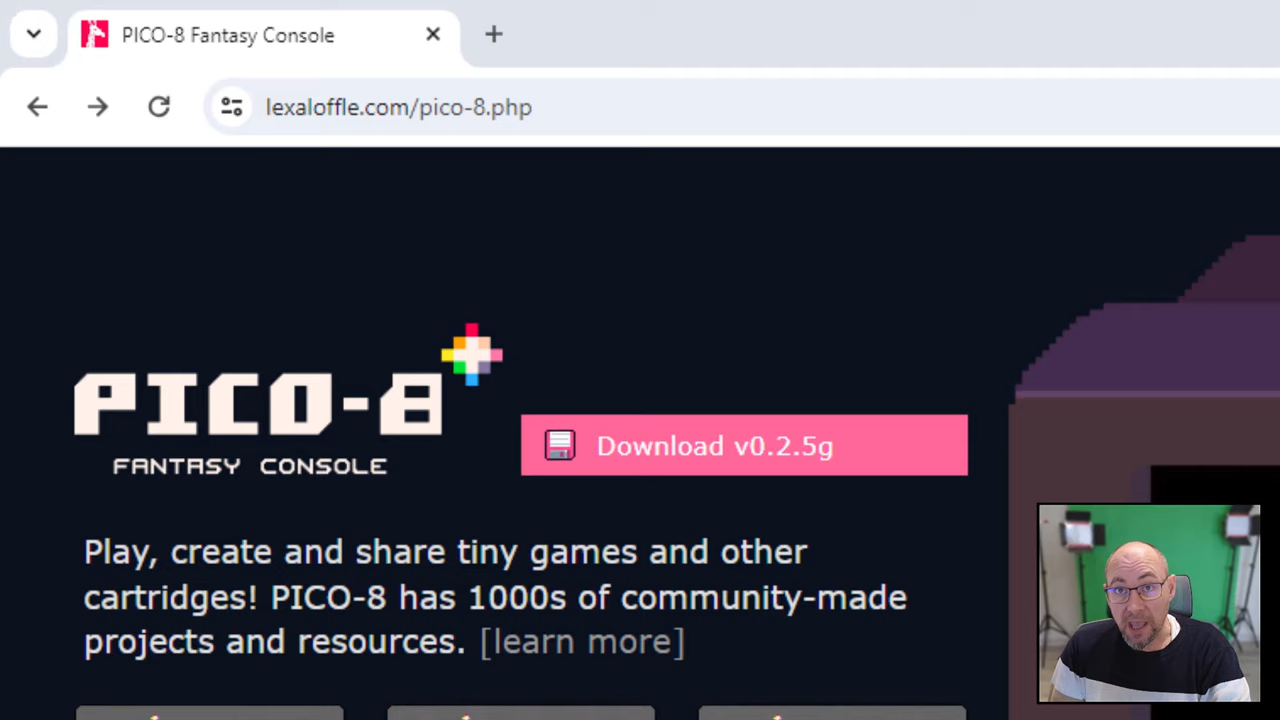 PICO-8 Fantasy Console
lexaloffle.com/pico-8.php
PICO-8
FANTASY CONSOLE
Download v0.2.5g
Play, create and share tiny games and other
cartridges! PICO-8 has 1000s of community-made
projects and resources. [learn more]